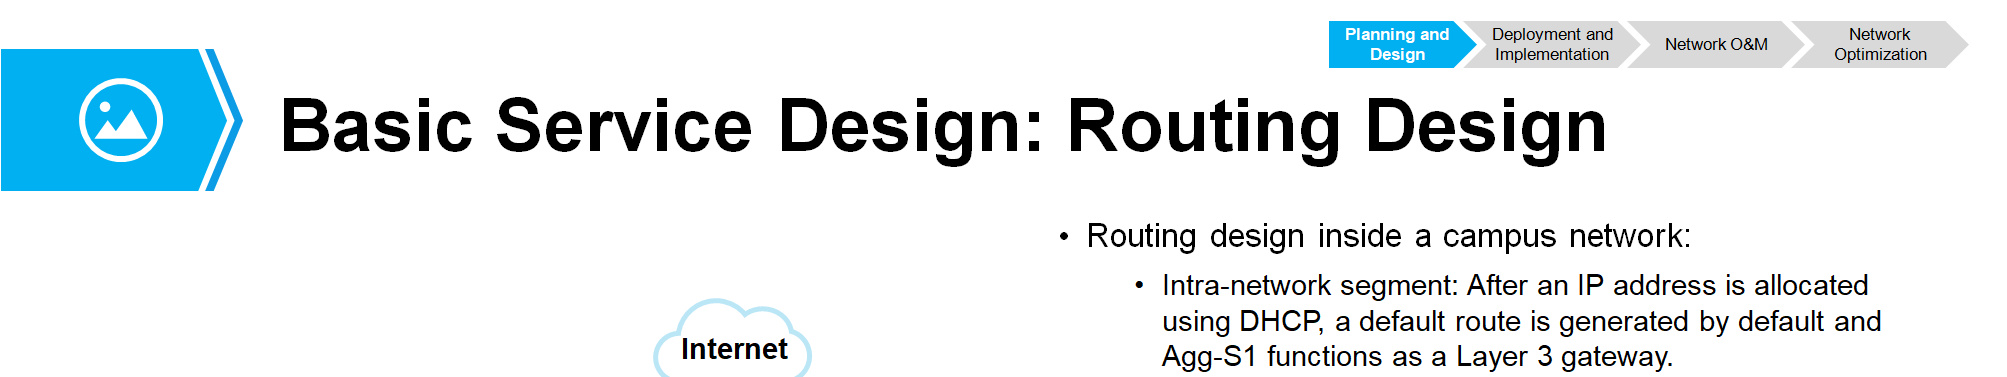 Planning and
Design
Deployment and
Implementation
Network O&M
Network
Optimization
Basic Service Design: Routing Design
• Routing design inside a campus network:
• Intra-network segment: After an IP address is allocated
using DHCP, a default route is generated by default and
Agg-S1 functions as a Layer 3 gateway.
Internet